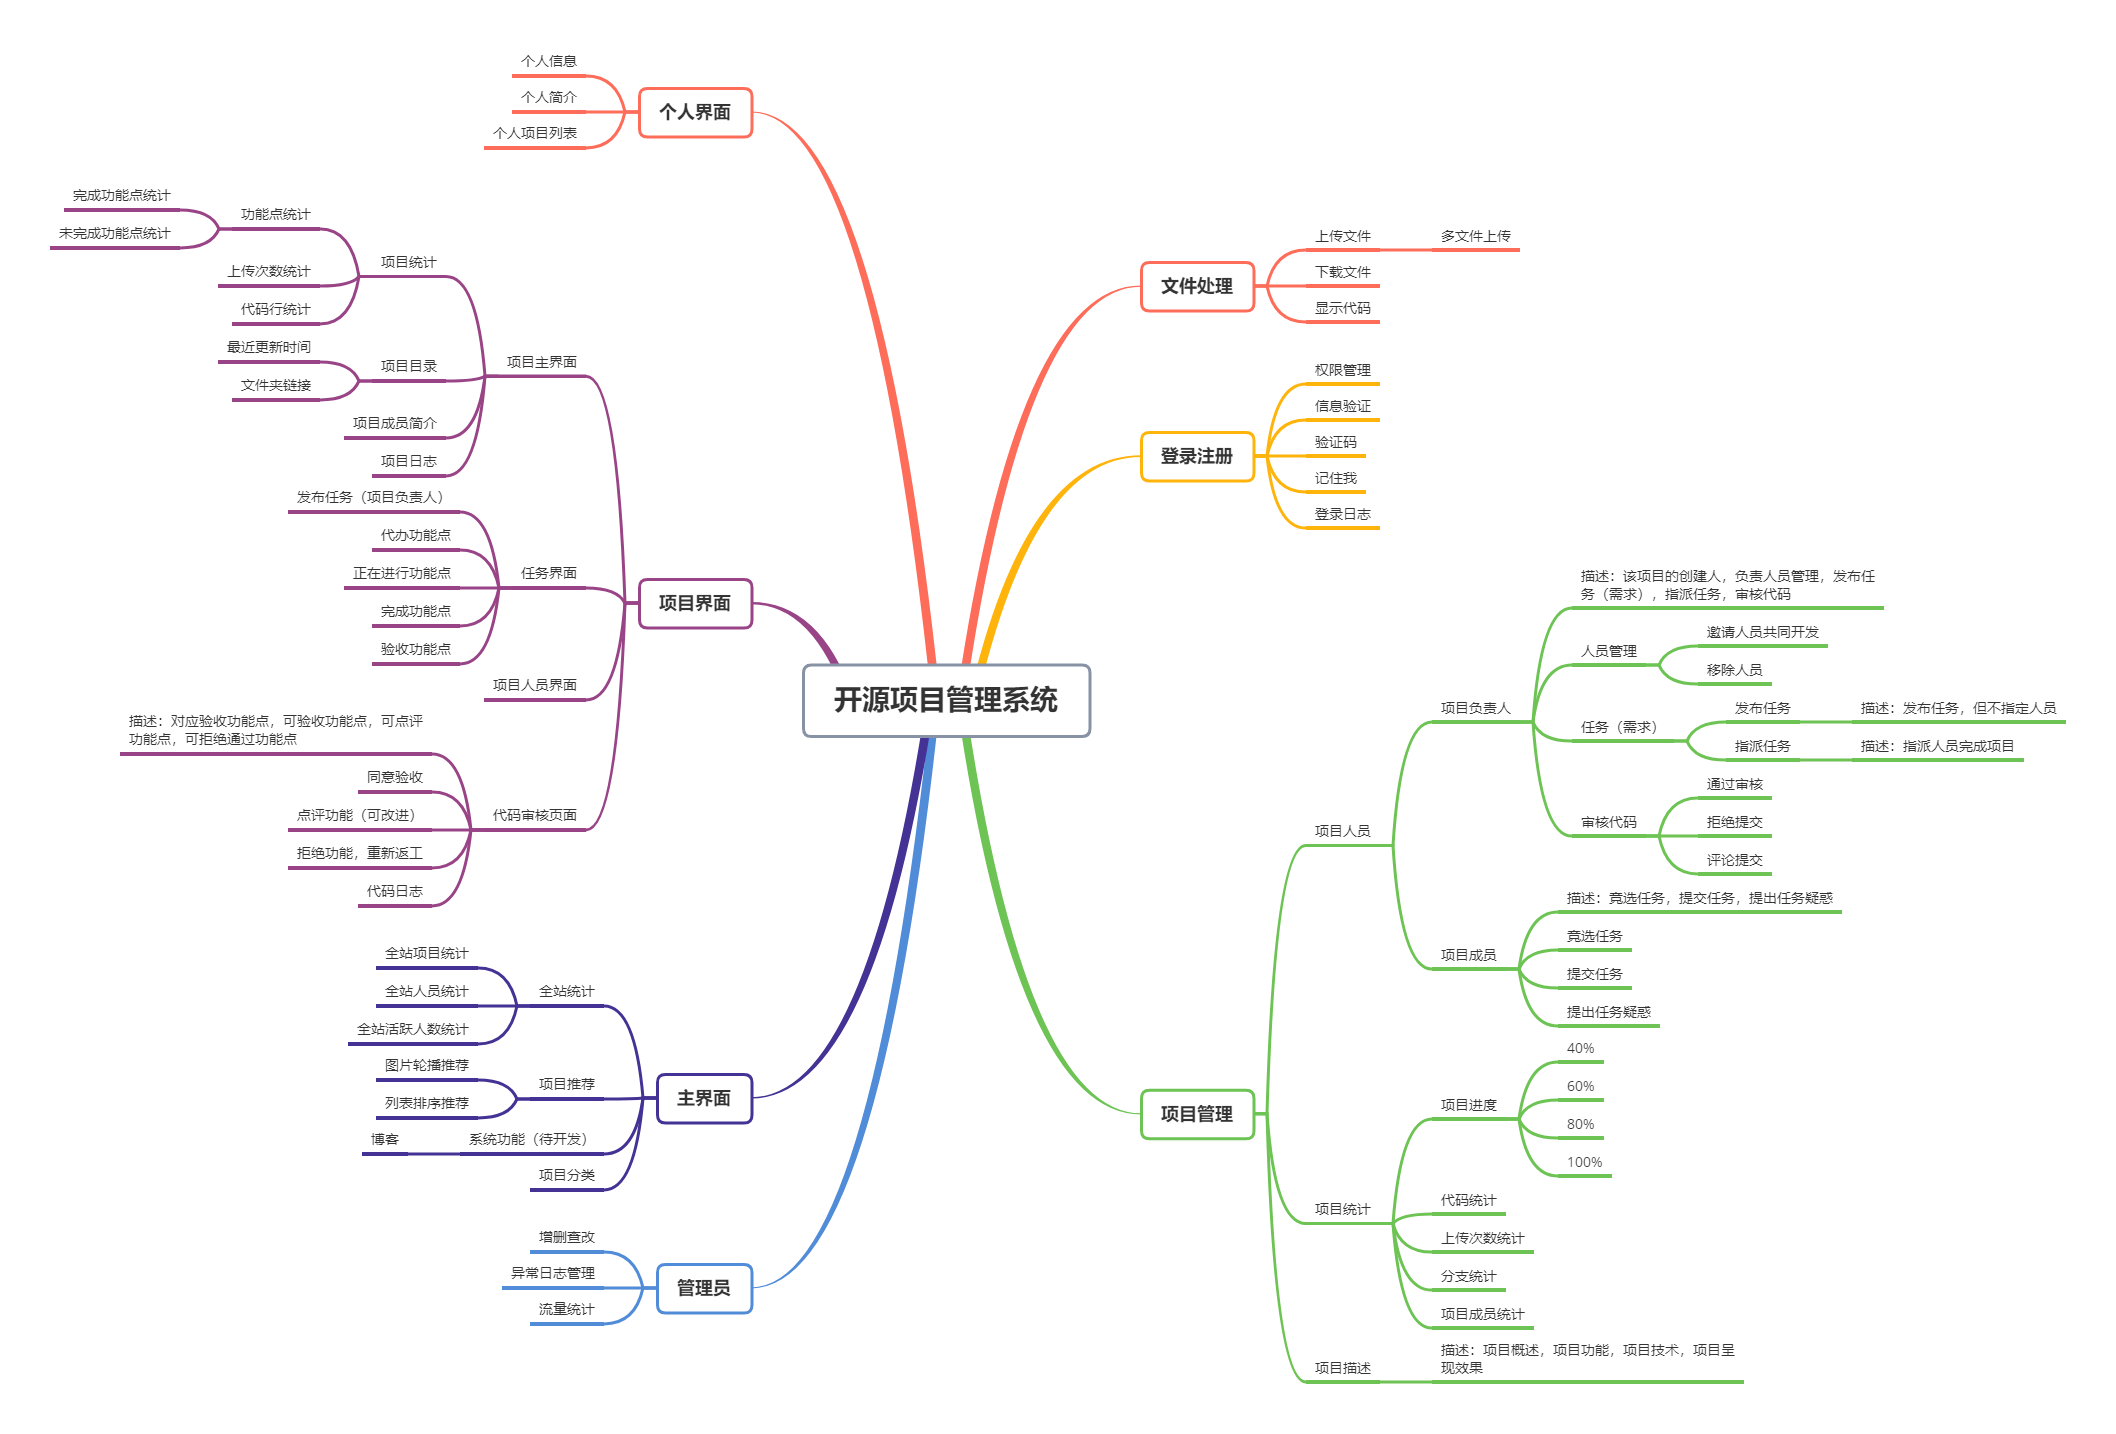 开源项目管理系统
个人界面
个人信息
个人简介
个人项目列表
项目界面
项目主界面
项目统计
功能点统计
完成功能点统计
未完成功能点统计
上传次数统计
代码行统计
项目目录
最近更新时间
文件夹链接
项目成员简介
项目日志
任务界面
发布任务（项目负责人）
代办功能点
正在进行功能点
完成功能点
验收功能点
项目人员界面
代码审核页面
描述：对应验收功能点，可验收功能点，可点评
功能点，可拒绝通过功能点
同意验收
点评功能（可改进）
拒绝功能，重新返工
代码日志
主界面
全站统计
全站项目统计
全站人员统计
全站活跃人数统计
项目推荐
图片轮播推荐
列表排序推荐
系统功能（待开发）
博客
项目分类
管理员
增删查改
异常日志管理
流量统计
文件处理
上传文件
多文件上传
下载文件
显示代码
登录注册
权限管理
信息验证
验证码
记住我
登录日志
项目管理
项目人员
项目负责人
描述：该项目的创建人，负责人员管理，发布任
务（需求），指派任务，审核代码
人员管理
邀请人员共同开发
移除人员
任务（需求）
发布任务
描述：发布任务，但不指定人员
指派任务
描述：指派人员完成项目
审核代码
通过审核
拒绝提交
评论提交
项目成员
描述：竟选任务，提交任务，提出任务疑惑
竟选任务
提交任务
提出任务疑惑
项目统计
项目进度
40%
60%
80%
100%
代码统计
上传次数统计
分支统计
项目成员统计
项目描述
描述：项目概述，项目功能，项目技术，项目呈
现效果